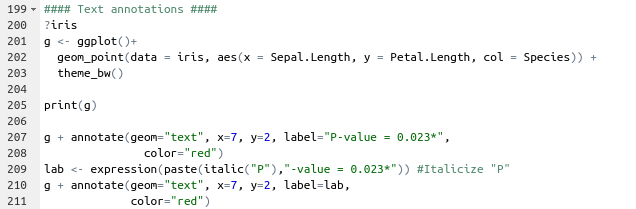 199 #### Text annotations ####
200 ?iris
201 g <- ggplot()+
202   geom_point(data = iris, aes(x = Sepal.Length, y = Petal.Length, col = Species)) +
203   theme_bw()
204
205 print(g)
206
207 g + annotate(geom="text", x=7, y=2, label="P-value = 0.023*",
208                color="red")
209 lab <- expression(paste(italic("P"),"-value = 0.023*")) #Italicize "P"
210 g + annotate(geom="text", x=7, y=2, label=lab,
211              color="red")